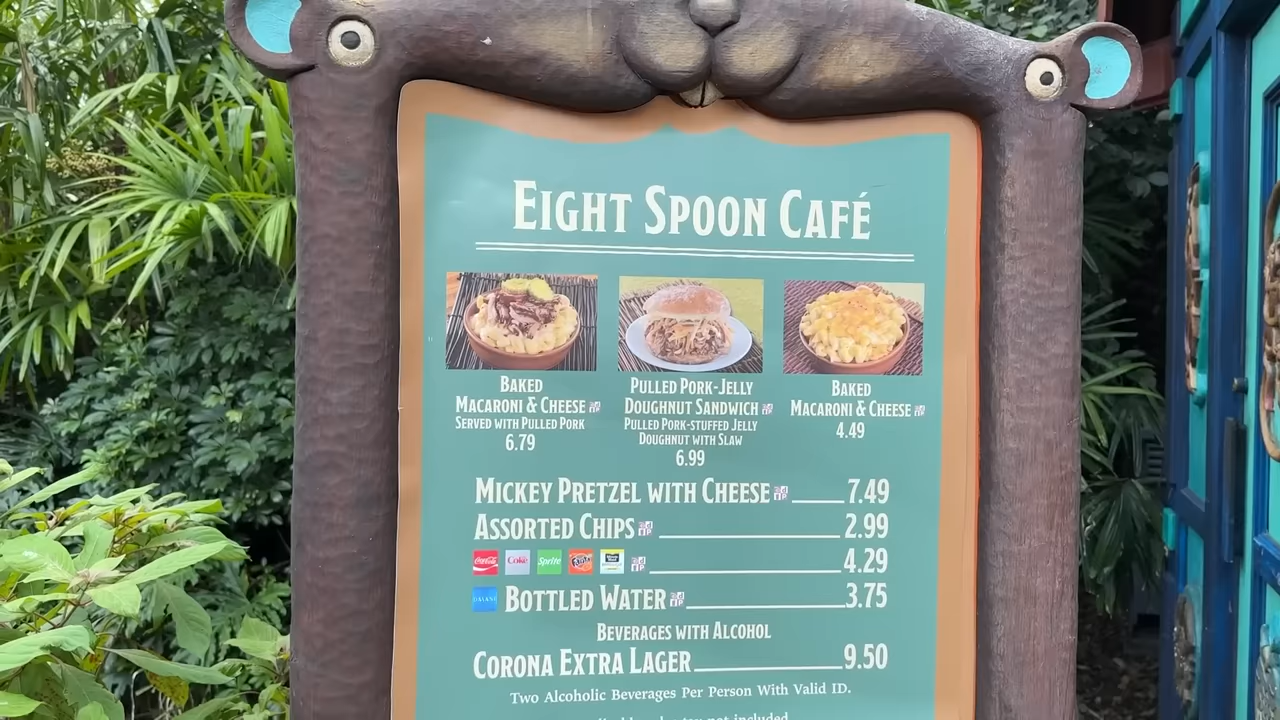 EIGHT SPOON CAFÉ
BAKED
MACARONI & CHEESE
SERVED WITH PULLED PORK
6.79
PULLED PORK-JELLY
DOUGHNUT SANDWICH
PULLED PORK-STUFFED JELLY
DOUGHNUT WITH SLAW
6.99
BAKED
MACARONI & CHEESE
4.49
MICKEY PRETZEL WITH CHEESE 7.49
ASSORTED CHIPS 2.99
Coca-Cola Coke Sprite Fanta 4.29
DASANI BOTTLED WATER 3.75
BEVERAGES WITH ALCOHOL
CORONA EXTRA LAGER 9.50
Two Alcoholic Beverages Per Person With Valid ID.
not included